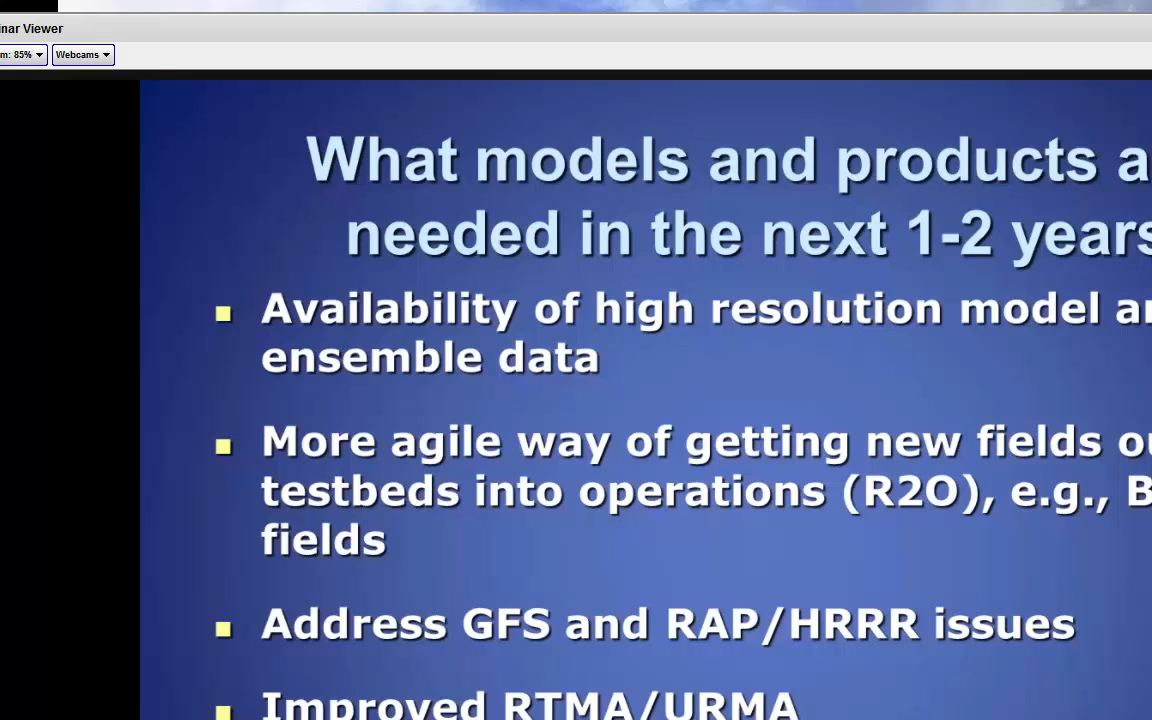 inar Viewer
m: 85% Webcams
What models and products a
needed in the next 1-2 years
Availability of high resolution model a
ensemble data
More agile way of getting new fields o
testbeds into operations (R2O), e.g., B
fields
Address GFS and RAP/HRRR issues
Improved RTMA/URMA